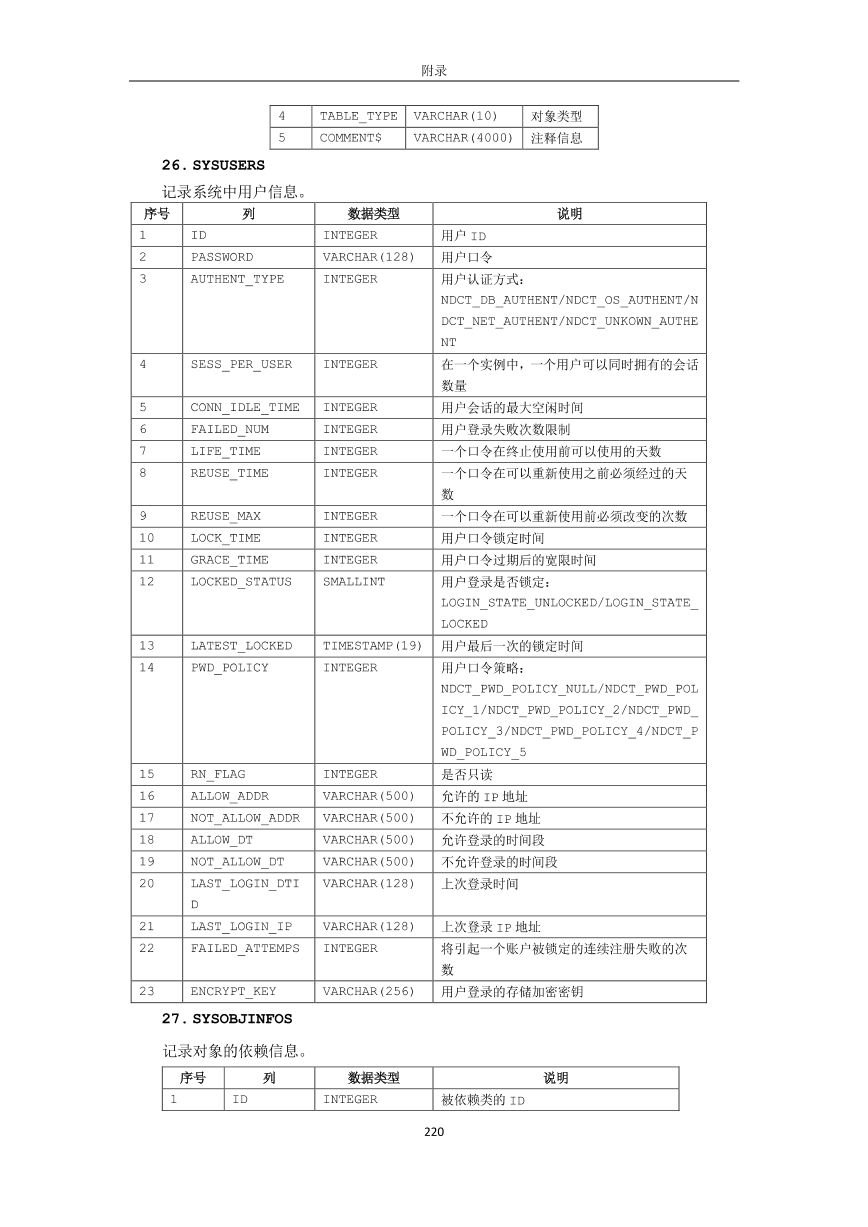 附录
4 TABLE_TYPE VARCHAR(10) 对象类型
5 COMMENT$ VARCHAR(4000) 注释信息
26. SYSUSERS
记录系统中用户信息。
序号 列 数据类型 说明
1 ID INTEGER 用户 ID
2 PASSWORD VARCHAR(128) 用户口令
3 AUTHENT_TYPE INTEGER 用户认证方式：
NDCT_DB_AUTHENT/NDCT_OS_AUTHENT/N
DCT_NET_AUTHENT/NDCT_UNKOWN_AUTHE
NT
4 SESS_PER_USER INTEGER 在一个实例中，一个用户可以同时拥有的会话
数量
5 CONN_IDLE_TIME INTEGER 用户会话的最大空闲时间
6 FAILED_NUM INTEGER 用户登录失败次数限制
7 LIFE_TIME INTEGER 一个口令在终止使用前可以使用的天数
8 REUSE_TIME INTEGER 一个口令在可以重新使用之前必须经过的天
数
9 REUSE_MAX INTEGER 一个口令在可以重新使用前必须改变的次数
10 LOCK_TIME INTEGER 用户口令锁定时间
11 GRACE_TIME INTEGER 用户口令过期后的宽限时间
12 LOCKED_STATUS SMALLINT 用户登录是否锁定：
LOGIN_STATE_UNLOCKED/LOGIN_STATE_
LOCKED
13 LATEST_LOCKED TIMESTAMP(19) 用户最后一次的锁定时间
14 PWD_POLICY INTEGER 用户口令策略：
NDCT_PWD_POLICY_NULL/NDCT_PWD_POL
ICY_1/NDCT_PWD_POLICY_2/NDCT_PWD_
POLICY_3/NDCT_PWD_POLICY_4/NDCT_P
WD_POLICY_5
15 RN_FLAG INTEGER 是否只读
16 ALLOW_ADDR VARCHAR(500) 允许的 IP 地址
17 NOT_ALLOW_ADDR VARCHAR(500) 不允许的 IP 地址
18 ALLOW_DT VARCHAR(500) 允许登录的时间段
19 NOT_ALLOW_DT VARCHAR(500) 不允许登录的时间段
20 LAST_LOGIN_DTI VARCHAR(128) 上次登录时间
D
21 LAST_LOGIN_IP VARCHAR(128) 上次登录 IP 地址
22 FAILED_ATTEMPS INTEGER 将引起一个账户被锁定的连续注册失败的次
数
23 ENCRYPT_KEY VARCHAR(256) 用户登录的存储加密密钥
27. SYSOBJINFOS
记录对象的依赖信息。
序号 列 数据类型 说明
1 ID INTEGER 被依赖类的 ID
220